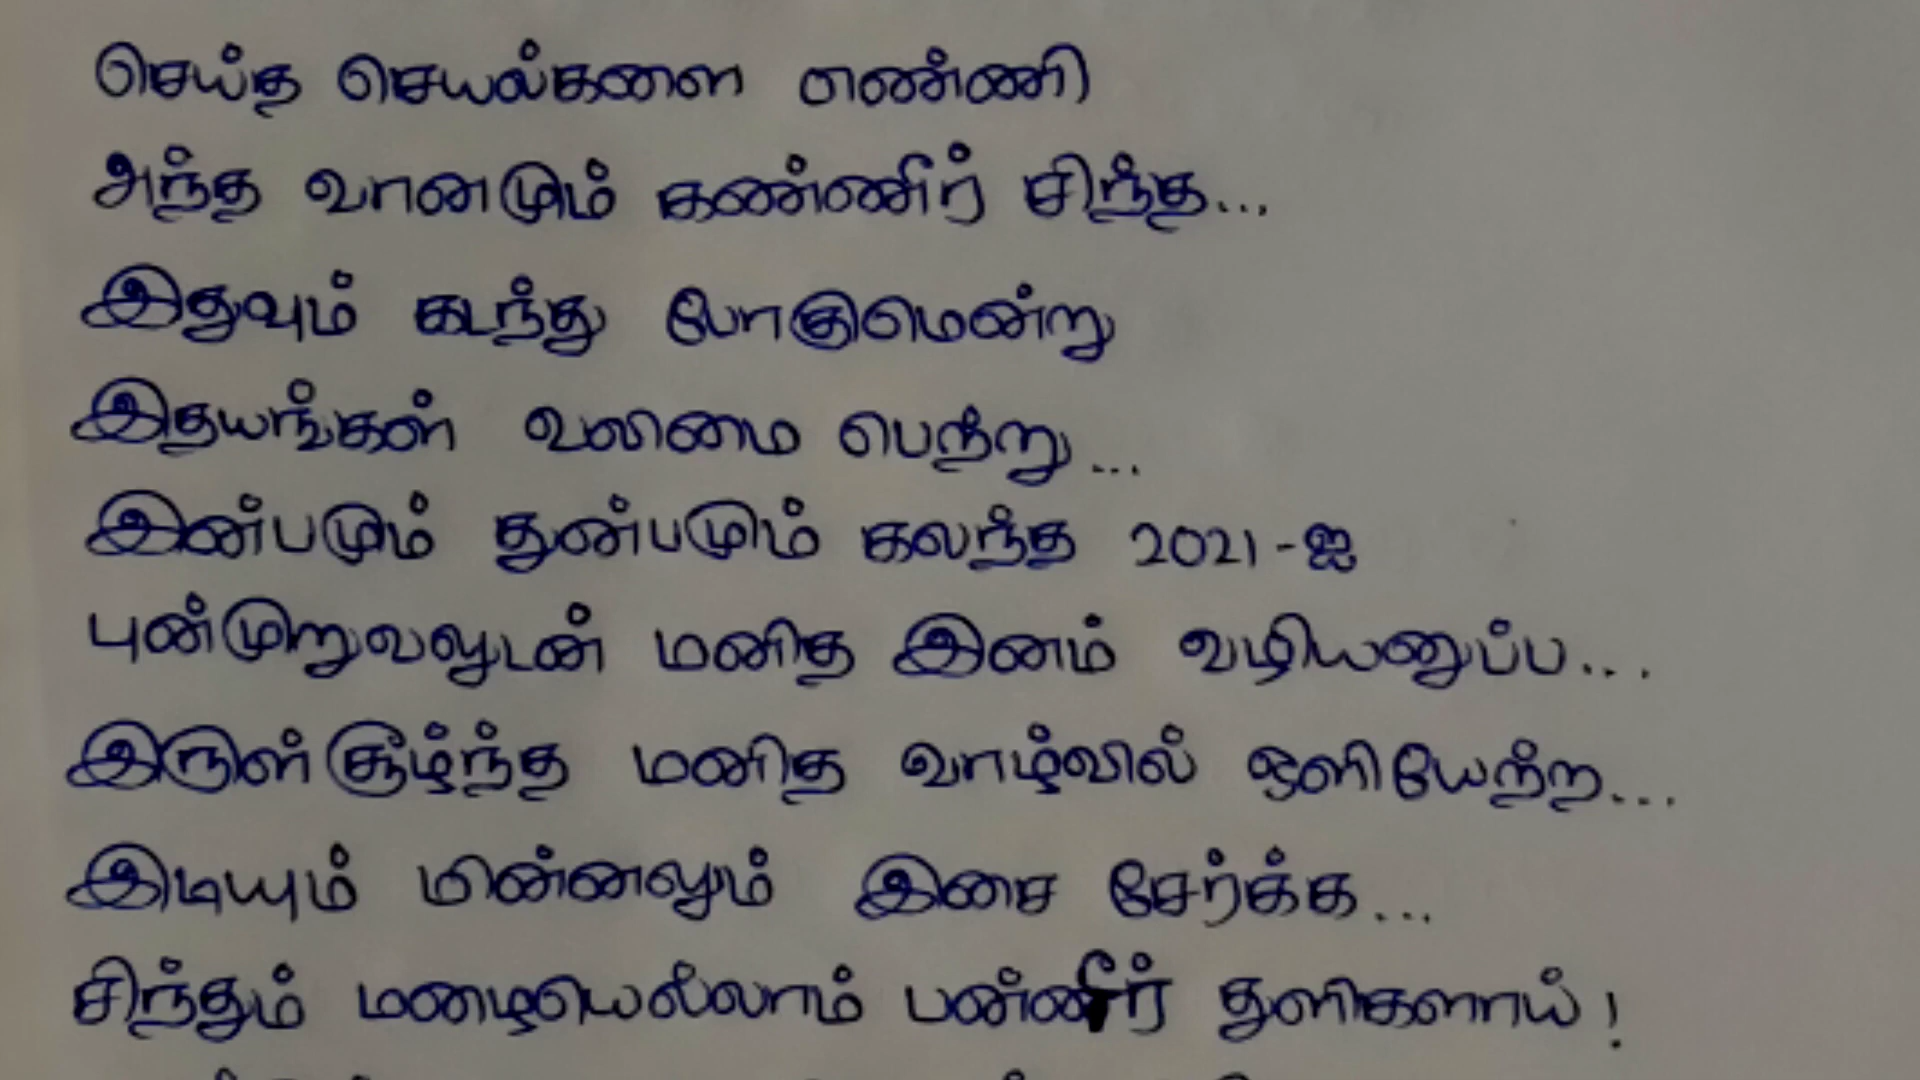 செய்த செயல்களை எண்ணி
அந்த வானமும் கண்ணீர் சிந்த...
இதுவும் கடந்து போகுமென்று
இதயங்கள் வலிமை பெற்று...
இன்பமும் துன்பமும் கலந்த 2021-ஐ
புன்முறுவலுடன் மனித இனம் வழியனுப்ப...
இருள்சூழ்ந்த மனித வாழ்வில் ஒளியேற்ற...
இடியும் மின்னலும் இசை சேர்க்க...
சிந்தும் மழையெல்லாம் பன்னீர் துளிகளாய்!